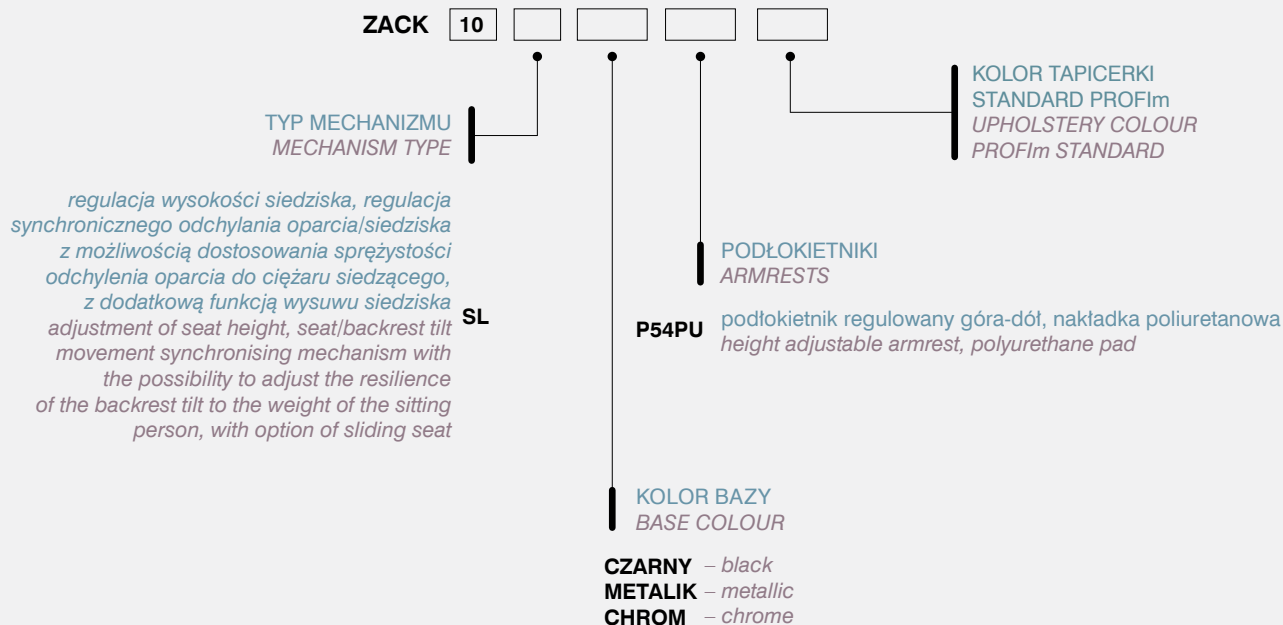 ZACK 10
TYP MECHANIZMU
MECHANISM TYPE
regulacja wysokości siedziska, regulacja
synchronicznego odchylania oparcia/siedziska
z możliwością dostosowania sprężystości
odchylenia oparcia do ciężaru siedzącego,
z dodatkową funkcją wysuwu siedziska
SL
adjustment of seat height, seat/backrest tilt
movement synchronising mechanism with
the possibility to adjust the resilience
of the backrest tilt to the weight of the sitting
person, with option of sliding seat
KOLOR BAZY
BASE COLOUR
CZARNY – black
METALIK – metallic
CHROM – chrome
PODŁOKIETNIKI
ARMRESTS
P54PU podłokietnik regulowany góra-dół, nakładka poliuretanowa
height adjustable armrest, polyurethane pad
KOLOR TAPICERKI
STANDARD PROFIm
UPHOLSTERY COLOUR
PROFIm STANDARD